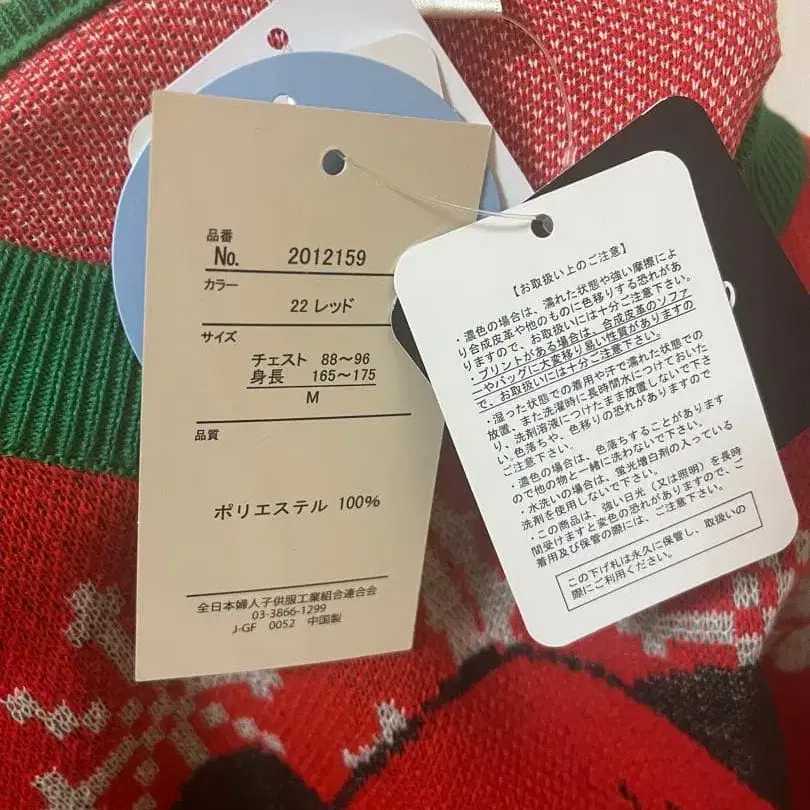 品番
No. 2012159
カラー
22 レッド
サイズ
チェスト 88～96
身長 165～175
M
品質
ポリエステル 100%
全日本婦人子供服工業組合連合会
03-3866-1299
J-GF 0052 中国製
【お取扱い上のご注意】
・濃色の場合は、濡れた状態や強い摩擦によ
り合成皮革や他のものに色移りする恐れがあ
りますので、お取扱いには十分ご注意下さい。
・プリントがある場合は、合成皮革のソファ
ーやバッグに大変移り易い性質がありますの
で、お取扱いには十分ご注意下さい。
・湿った状態での着用や汗で濡れた状態での
放置、また洗濯時に長時間水につけておいた
り、洗剤溶液につけたまま放置しないで下さ
い。色落ちや、色移りの恐れがありますので
ご注意下さい。
・濃色の場合は、色落ちすることがあります
ので他の物と一緒に洗わないで下さい。
・水洗いの場合は、蛍光増白剤の入っている
洗剤を使用しないで下さい。
・この商品は、強い日光（又は照明）を長時
間受けますと変色の恐れがありますので、ご
着用及び保管の際には、ご注意下さい。
この下げ札は永久に保管し、取扱いの
際にご利用ください。